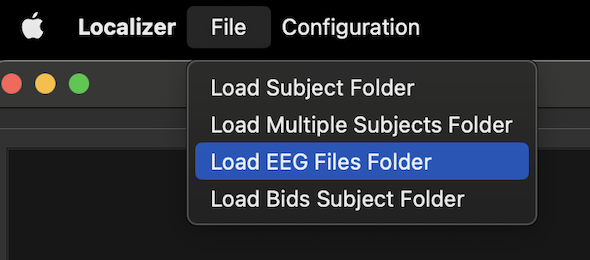 Localizer File Configuration
Load Subject Folder
Load Multiple Subjects Folder
Load EEG Files Folder
Load Bids Subject Folder